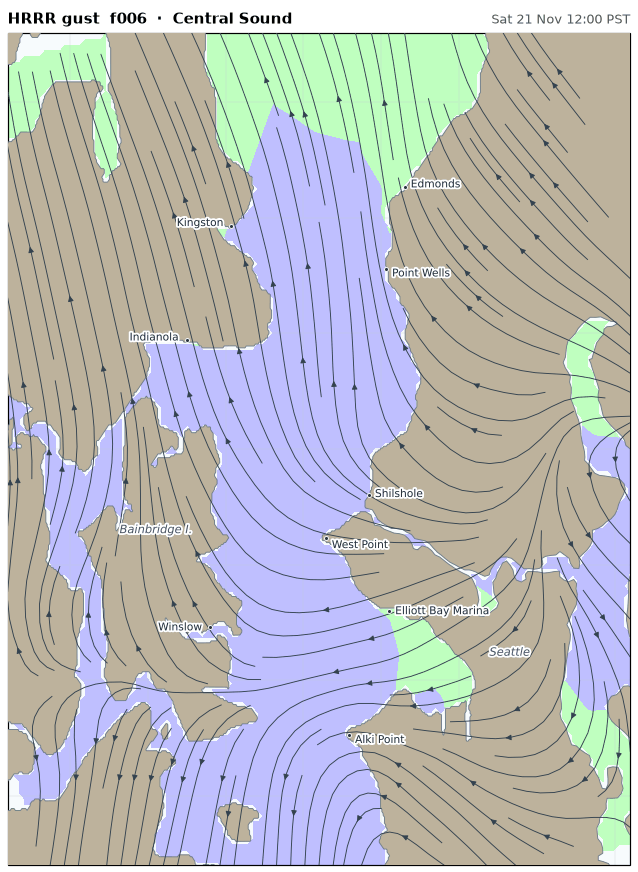 HRRR gust f006 · Central Sound
Sat 21 Nov 12:00 PST
Edmonds
Kingston
Point Wells
Indianola
Shilshole
Bainbridge I.
West Point
Elliott Bay Marina
Winslow
Seattle
Alki Point